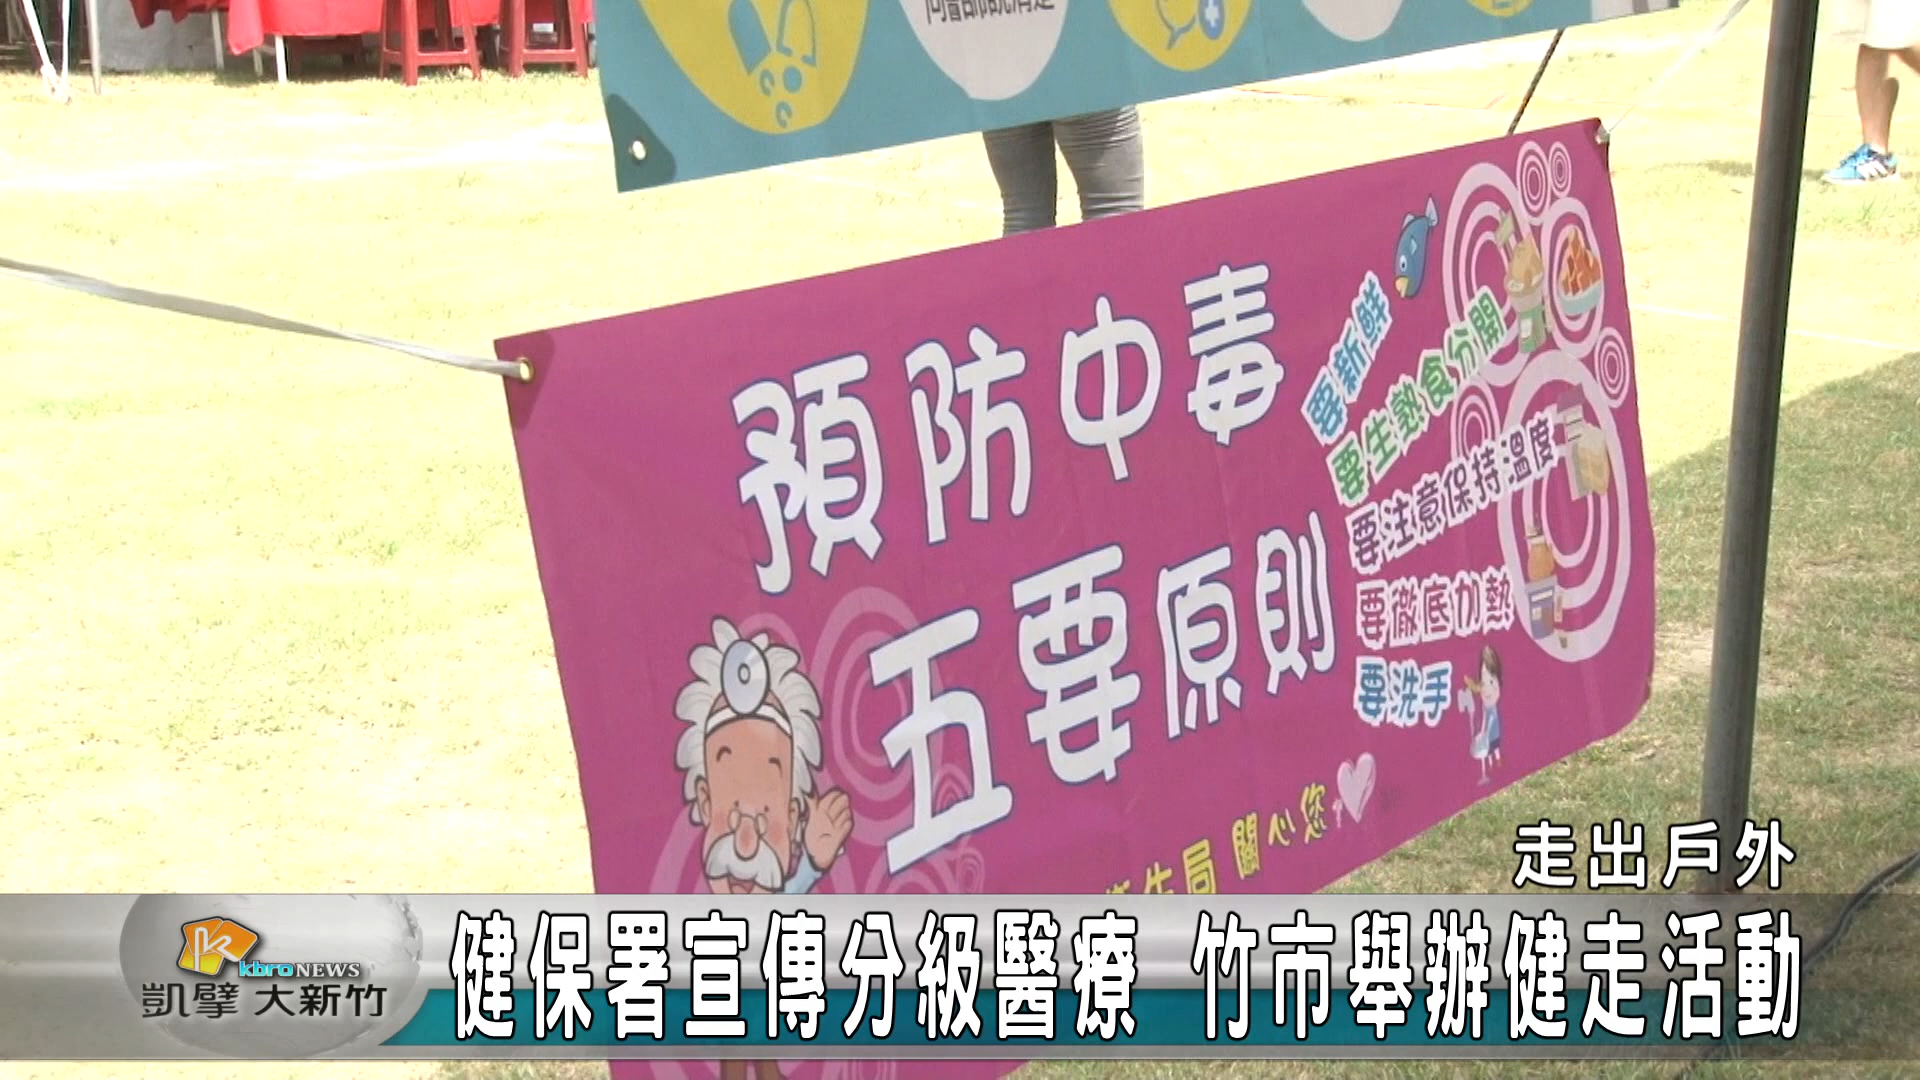 預防中毒
五要原則
要新鮮
要生熟食分開
要注意保持溫度
要徹底加熱
要洗手
衛生局 關心您
走出戶外
健保署宣傳分級醫療 竹市舉辦健走活動
K
kbro NEWS
凱擘 大新竹